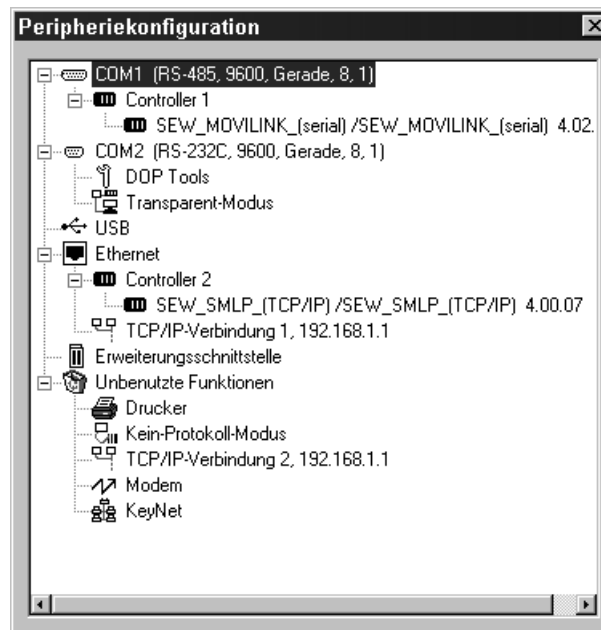 Peripheriekonfiguration
COM1 (RS-485, 9600, Gerade, 8, 1)
Controller 1
SEW_MOVILINK_(serial) /SEW_MOVILINK_(serial) 4.02.
COM2 (RS-232C, 9600, Gerade, 8, 1)
DOP Tools
Transparent-Modus
USB
Ethernet
Controller 2
SEW_SMLP_(TCP/IP) /SEW_SMLP_(TCP/IP) 4.00.07
TCP/IP-Verbindung 1, 192.168.1.1
Erweiterungsschnittstelle
Unbenutzte Funktionen
Drucker
Kein-Protokoll-Modus
TCP/IP-Verbindung 2, 192.168.1.1
Modem
KeyNet